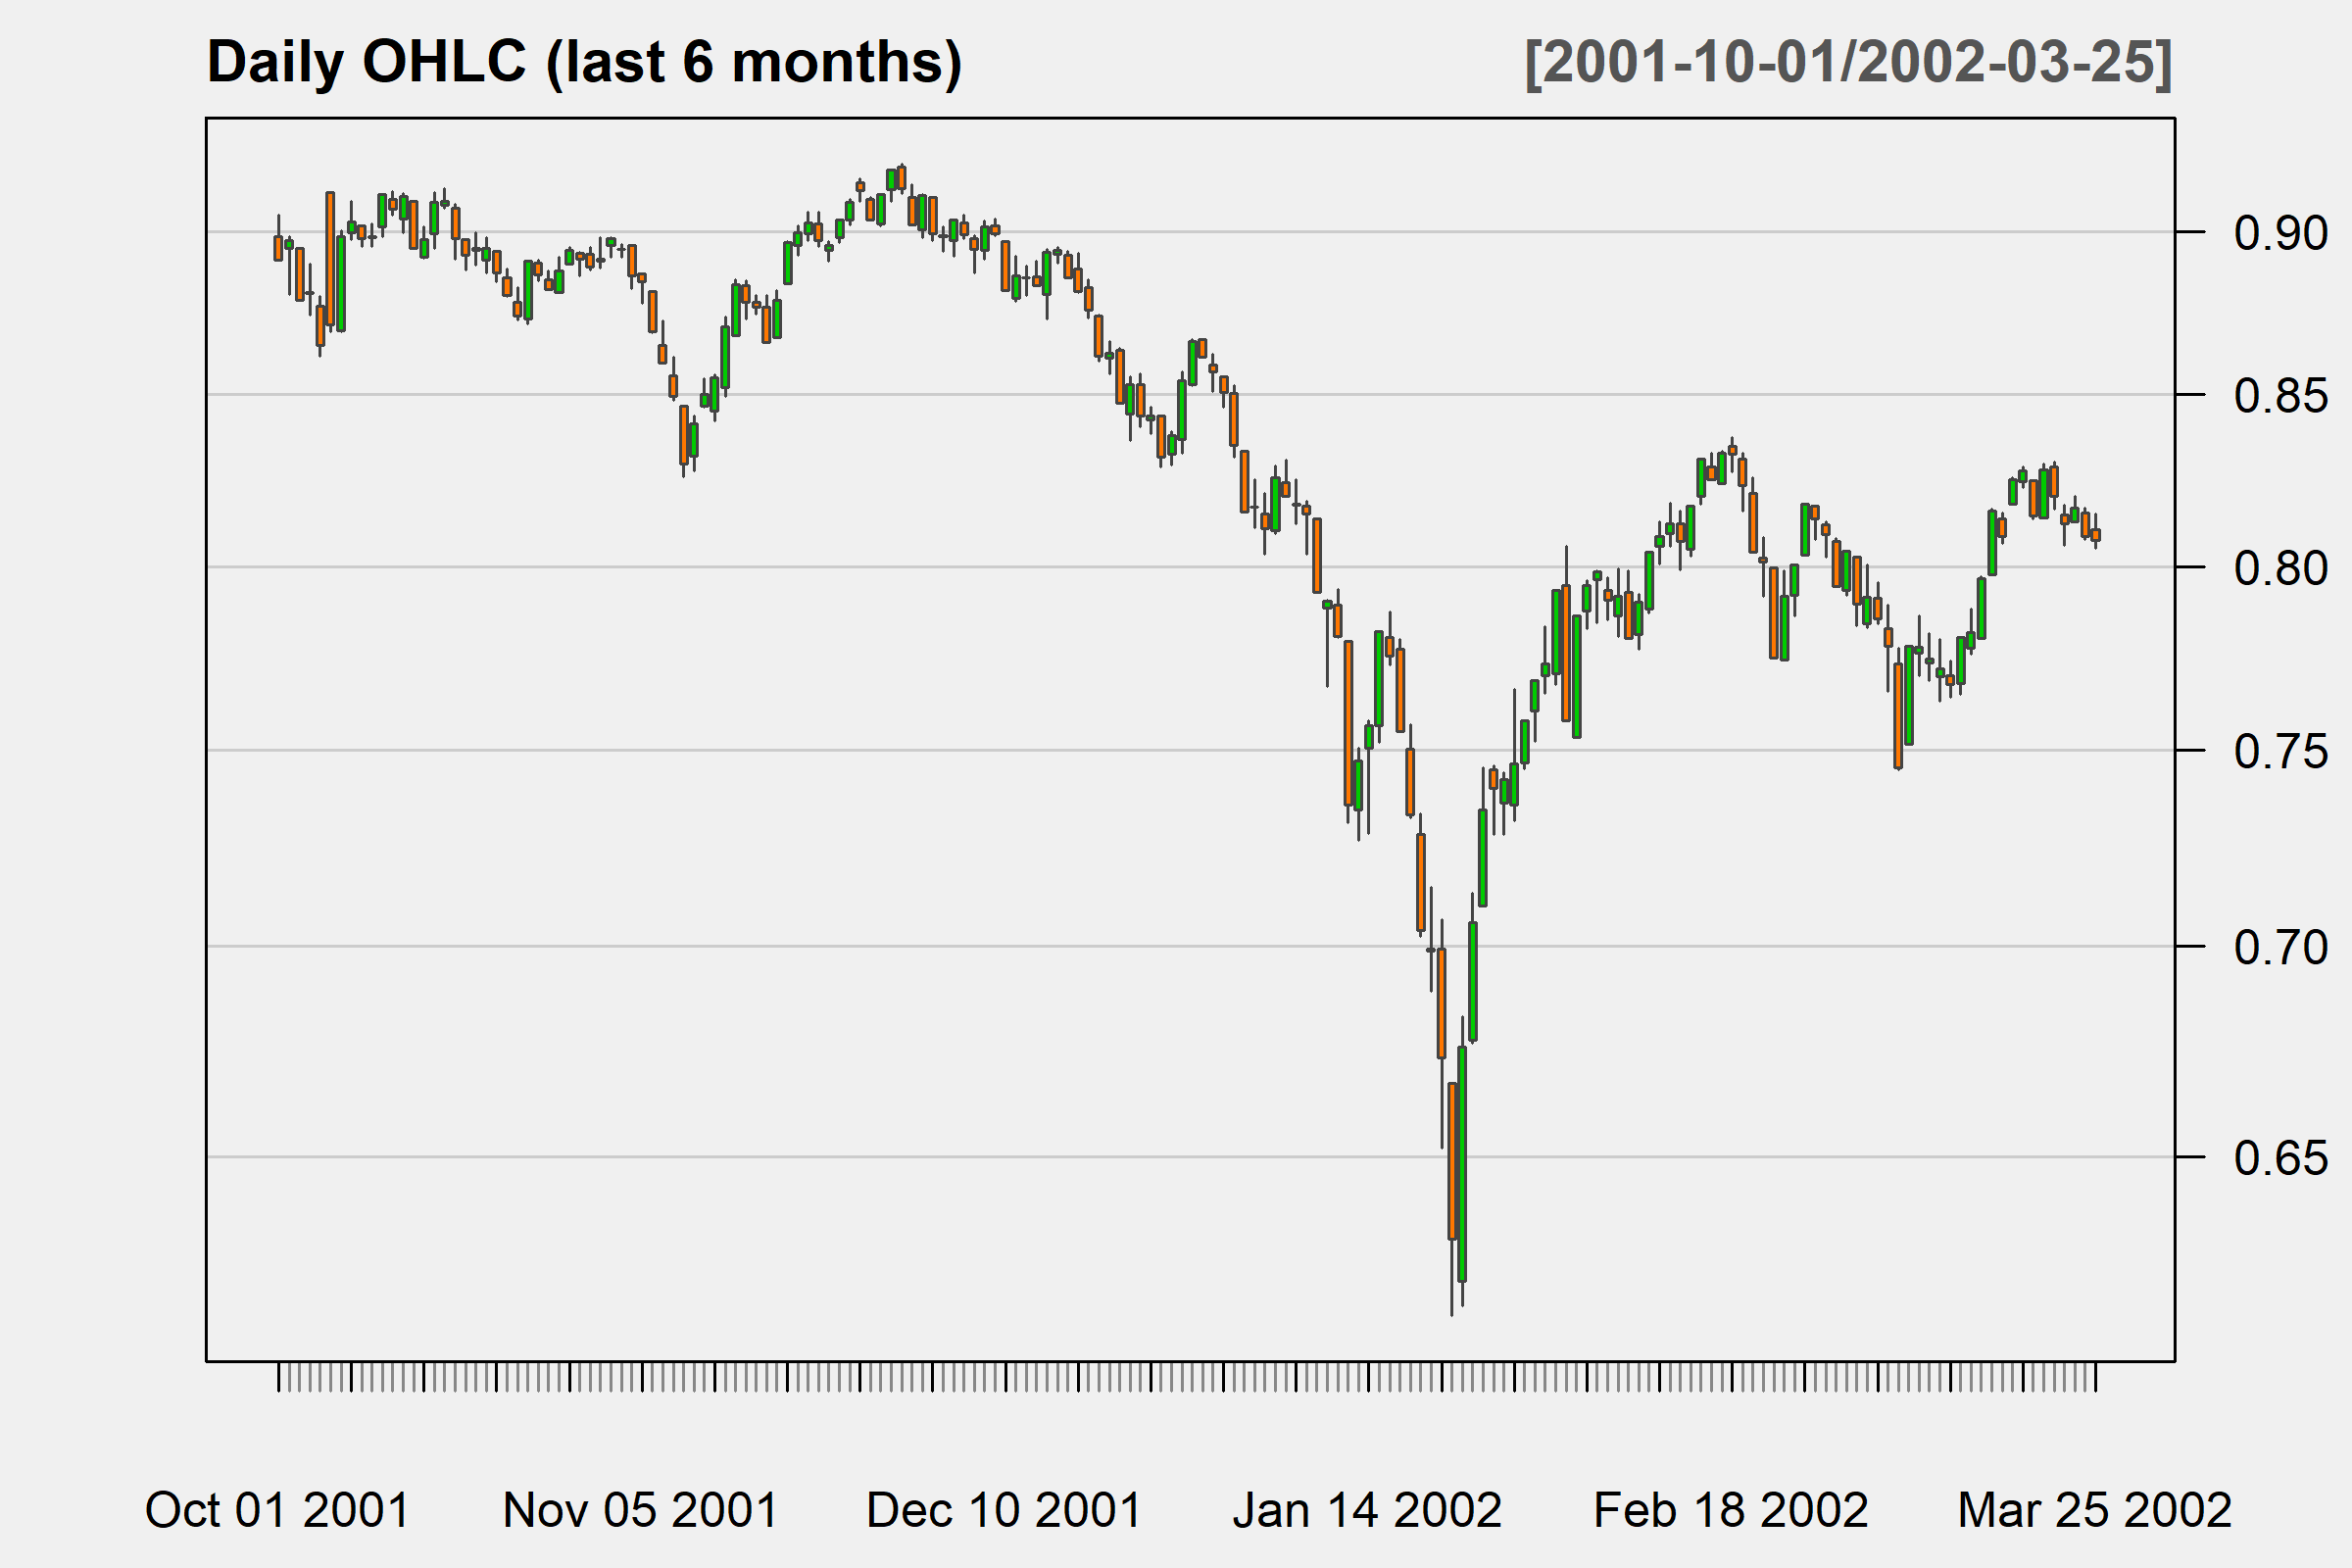 Daily OHLC (last 6 months)
[2001-10-01/2002-03-25]
0.90
0.85
0.80
0.75
0.70
0.65
Oct 01 2001
Nov 05 2001
Dec 10 2001
Jan 14 2002
Feb 18 2002
Mar 25 2002